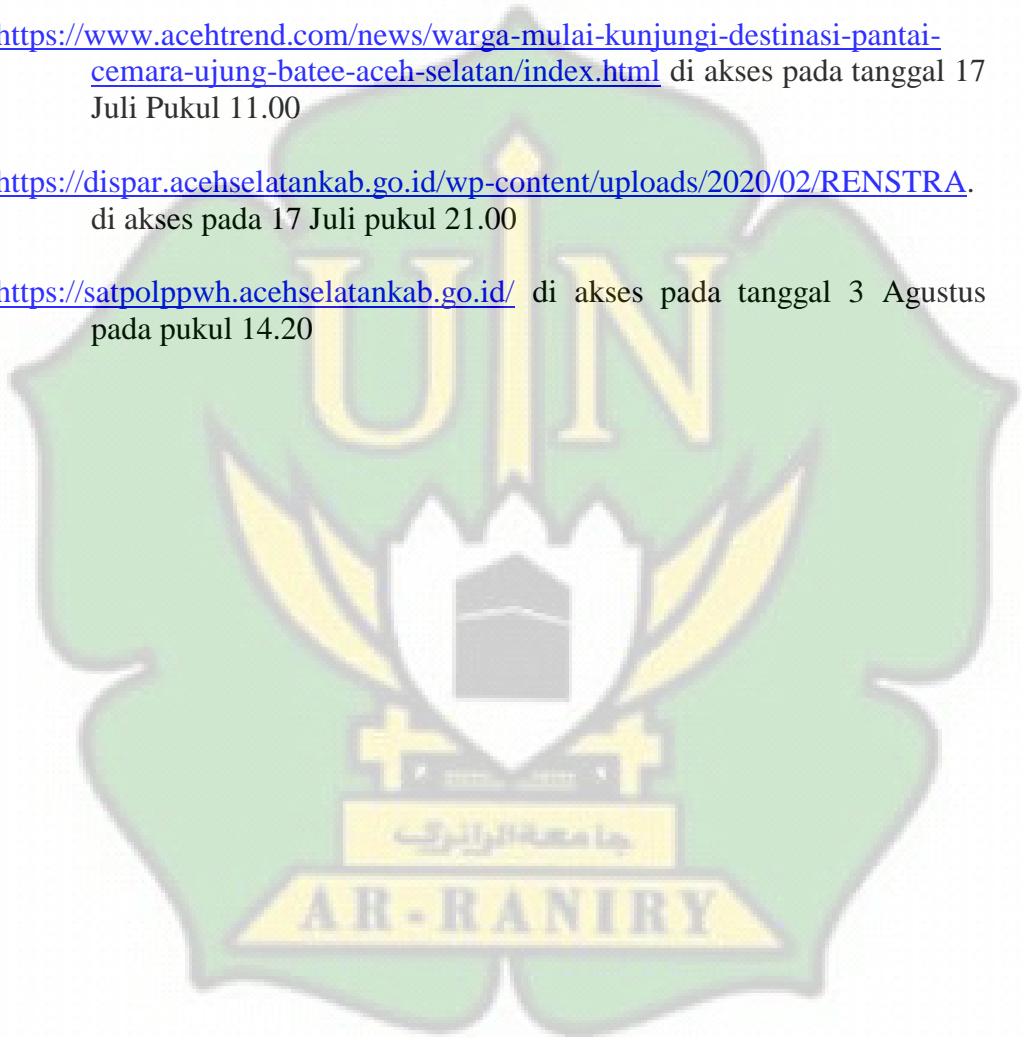 https://www.acehtrend.com/news/warga-mulai-kunjungi-destinasi-pantai-
cemara-ujung-batee-aceh-selatan/index.html di akses pada tanggal 17
Juli Pukul 11.00
https://dispar.acehselatankab.go.id/wp-content/uploads/2020/02/RENSTRA.
di akses pada 17 Juli pukul 21.00
https://satpolppwh.acehselatankab.go.id/ di akses pada tanggal 3 Agustus
pada pukul 14.20
UIN
جامعة الرانري
AR-RANIRY